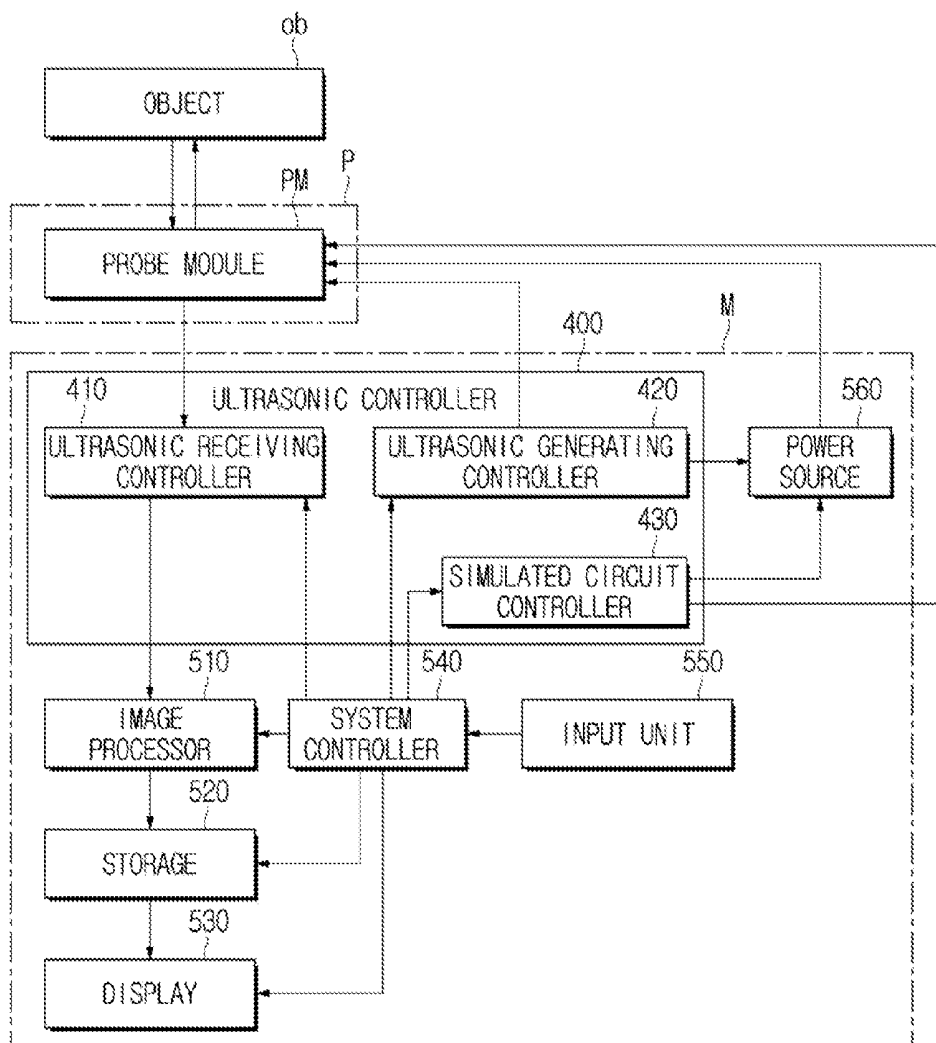 ob
OBJECT
P
PM
PROBE MODULE
M
400
410
ULTRASONIC CONTROLLER
420
560
ULTRASONIC RECEIVING
CONTROLLER
ULTRASONIC GENERATING
CONTROLLER
POWER
SOURCE
430
SIMULATED CIRCUIT
CONTROLLER
510
540
550
IMAGE
PROCESSOR
SYSTEM
CONTROLLER
INPUT UNIT
520
STORAGE
530
DISPLAY